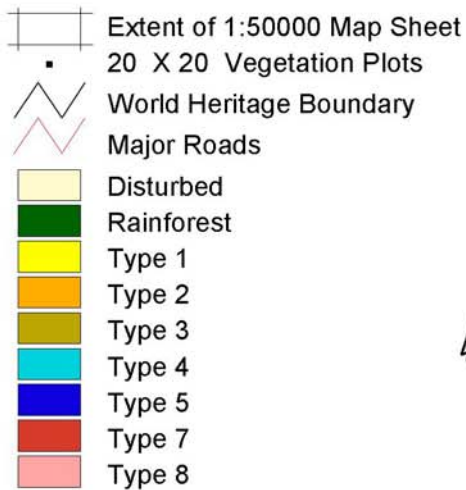 Extent of 1:50000 Map Sheet
20 X 20 Vegetation Plots
World Heritage Boundary
Major Roads
Disturbed
Rainforest
Type 1
Type 2
Type 3
Type 4
Type 5
Type 7
Type 8